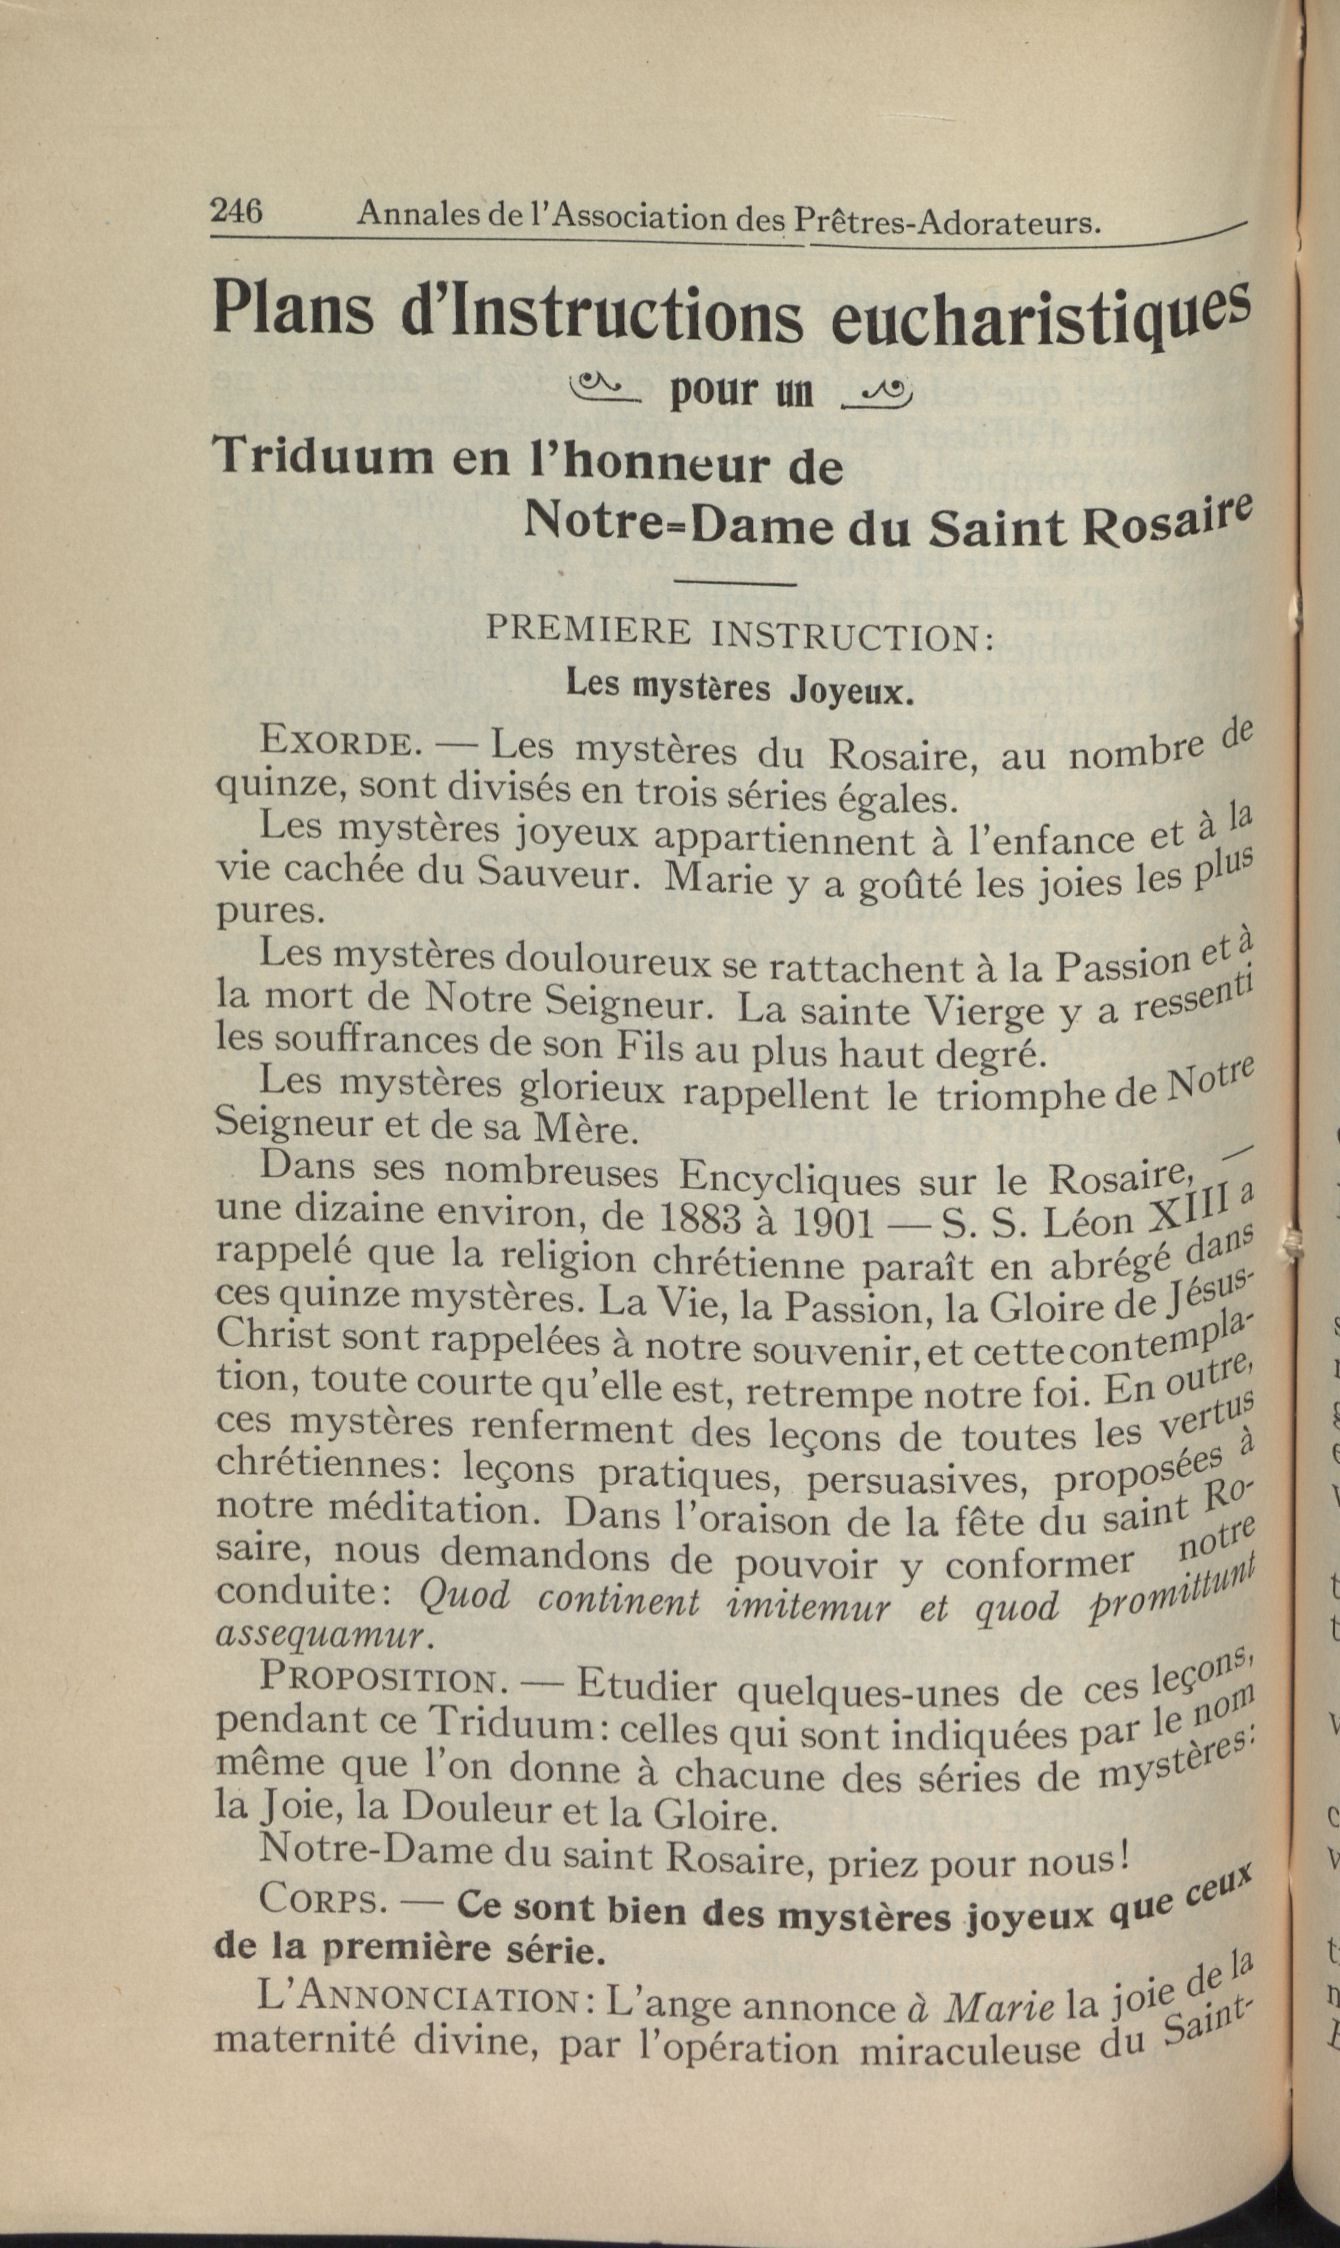 246 Annales de l'Association des Prêtres-Adorateurs.
Plans d'Instructions eucharistiques
pour un
Triduum en l'honneur de
Notre-Dame du Saint Rosaire
PREMIERE INSTRUCTION:
Les mystères Joyeux.
EXORDE. — Les mystères du Rosaire, au nombre de
quinze, sont divisés en trois séries égales.
Les mystères joyeux appartiennent à l'enfance et à la
vie cachée du Sauveur. Marie y a goûté les joies les plus
pures.
Les mystères douloureux se rattachent à la Passion et à
la mort de Notre Seigneur. La sainte Vierge y a ressenti
les souffrances de son Fils au plus haut degré.
Les mystères glorieux rappellent le triomphe de Notre
Seigneur et de sa Mère.
Dans ses nombreuses Encycliques sur le Rosaire, —
une dizaine environ, de 1883 à 1901 — S. S. Léon XIII a
rappelé que la religion chrétienne paraît en abrégé dans
ces quinze mystères. La Vie, la Passion, la Gloire de Jésus-
Christ sont rappelées à notre souvenir, et cette contempla-
tion, toute courte qu'elle est, retrempe notre foi. En outre,
ces mystères renferment des leçons de toutes les vertus
chrétiennes: leçons pratiques, persuasives, proposées à
notre méditation. Dans l'oraison de la fête du saint Ro-
saire, nous demandons de pouvoir y conformer notre
conduite: Quod continent imitemur et quod promittunt
assequamur.
PROPOSITION. — Etudier quelques-unes de ces leçons,
pendant ce Triduum: celles qui sont indiquées par le nom
même que l'on donne à chacune des séries de mystères:
la Joie, la Douleur et la Gloire.
Notre-Dame du saint Rosaire, priez pour nous!
CORPS. — Ce sont bien des mystères joyeux que ceux
de la première série.
L'ANNONCIATION: L'ange annonce à Marie la joie de la
maternité divine, par l'opération miraculeuse du Saint-